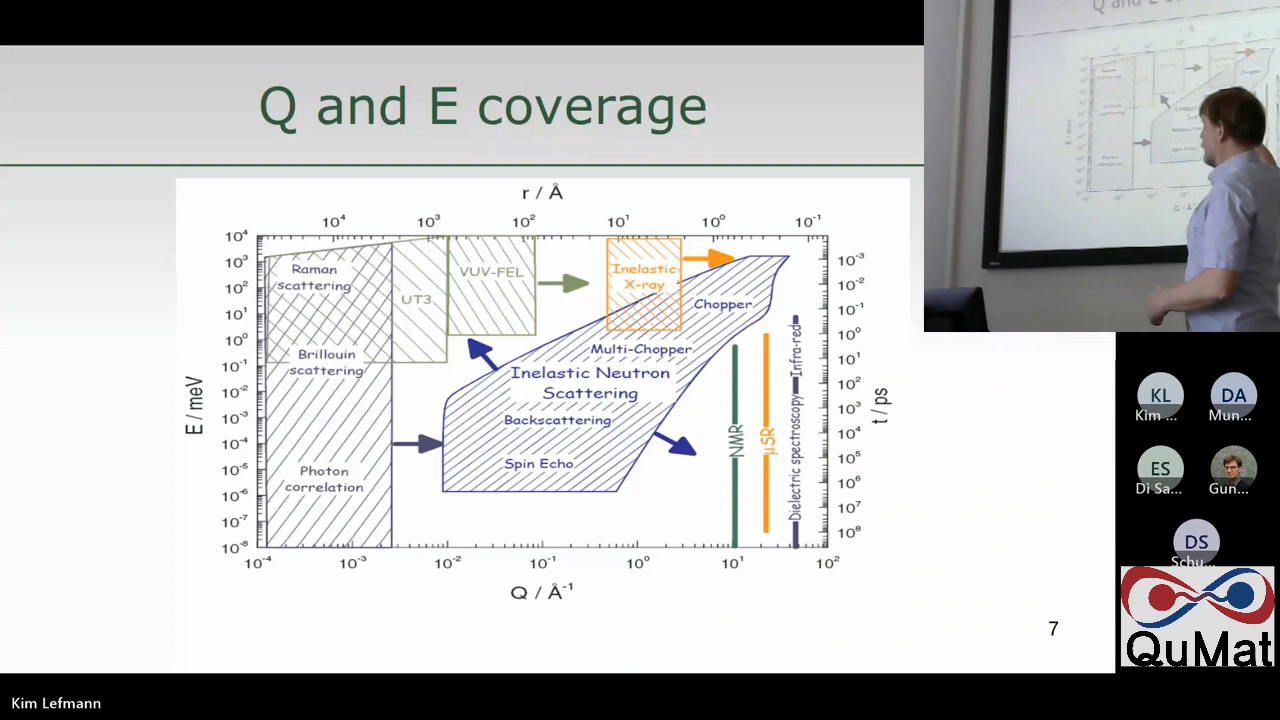 Q and E coverage
r / Å
10⁴ 10³ 10² 10¹ 10⁰ 10⁻¹
10⁴
10³
10²
10¹
10⁰
10⁻¹
10⁻²
10⁻³
10⁻⁴
10⁻⁵
10⁻⁶
10⁻⁷
10⁻⁸
E / meV
Raman
scattering
UT3
VUV-FEL
Inelastic
X-ray
Chopper
Brillouin
scattering
Multi-Chopper
Inelastic Neutron
Scattering
Backscattering
Spin Echo
Photon
correlation
NMR
μSR
Dielectric spectroscopy
Infra-red
10⁻³
10⁻²
10⁻¹
10⁰
10¹
10²
10³
10⁴
10⁵
10⁶
10⁷
10⁸
t / ps
10⁻⁴ 10⁻³ 10⁻² 10⁻¹ 10⁰ 10¹ 10²
Q / Å⁻¹
7
KL DA
Kim ... Mun...
ES
Di Sa... Gun...
DS
Schu...
QuMat
Kim Lefmann